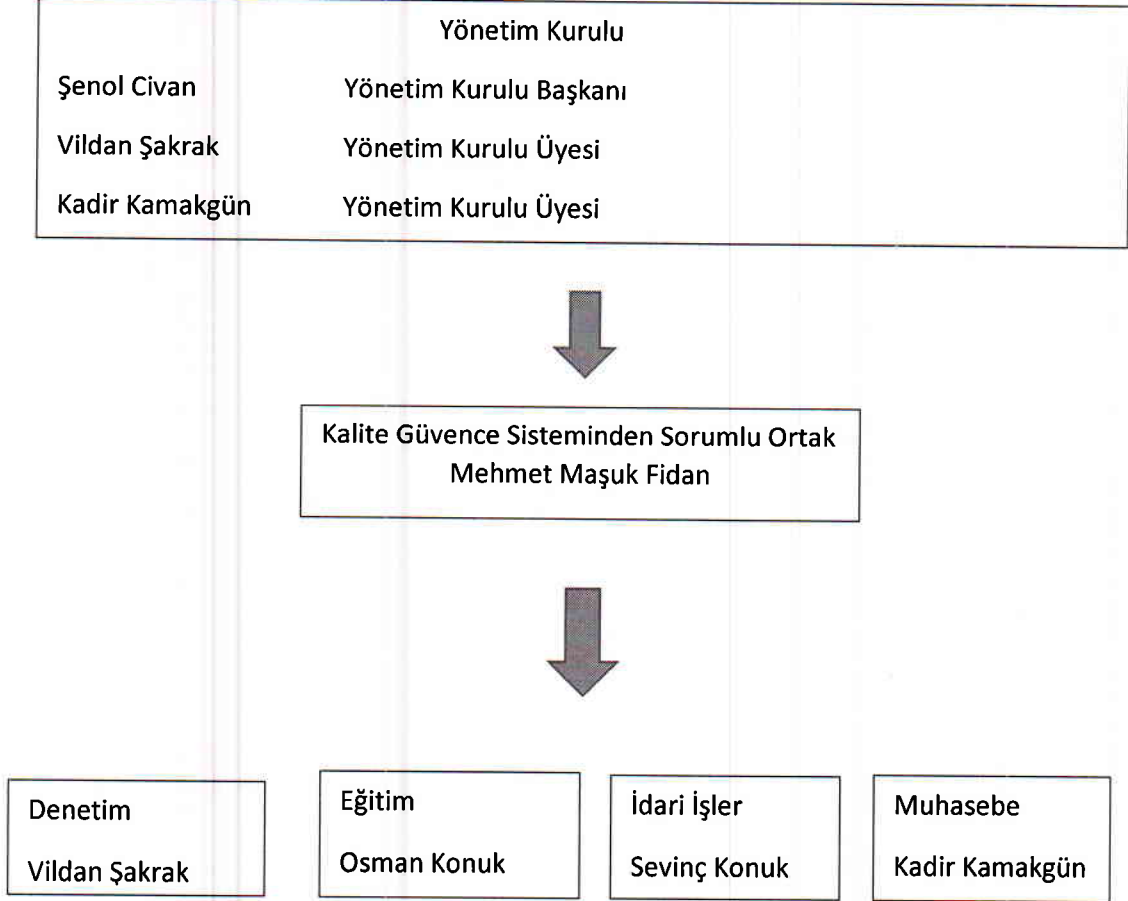 Yönetim Kurulu
Şenol Civan Yönetim Kurulu Başkanı
Vildan Şakrak Yönetim Kurulu Üyesi
Kadir Kamakgün Yönetim Kurulu Üyesi
Kalite Güvence Sisteminden Sorumlu Ortak
Mehmet Maşuk Fidan
Denetim
Vildan Şakrak
Eğitim
Osman Konuk
İdari İşler
Sevinç Konuk
Muhasebe
Kadir Kamakgün